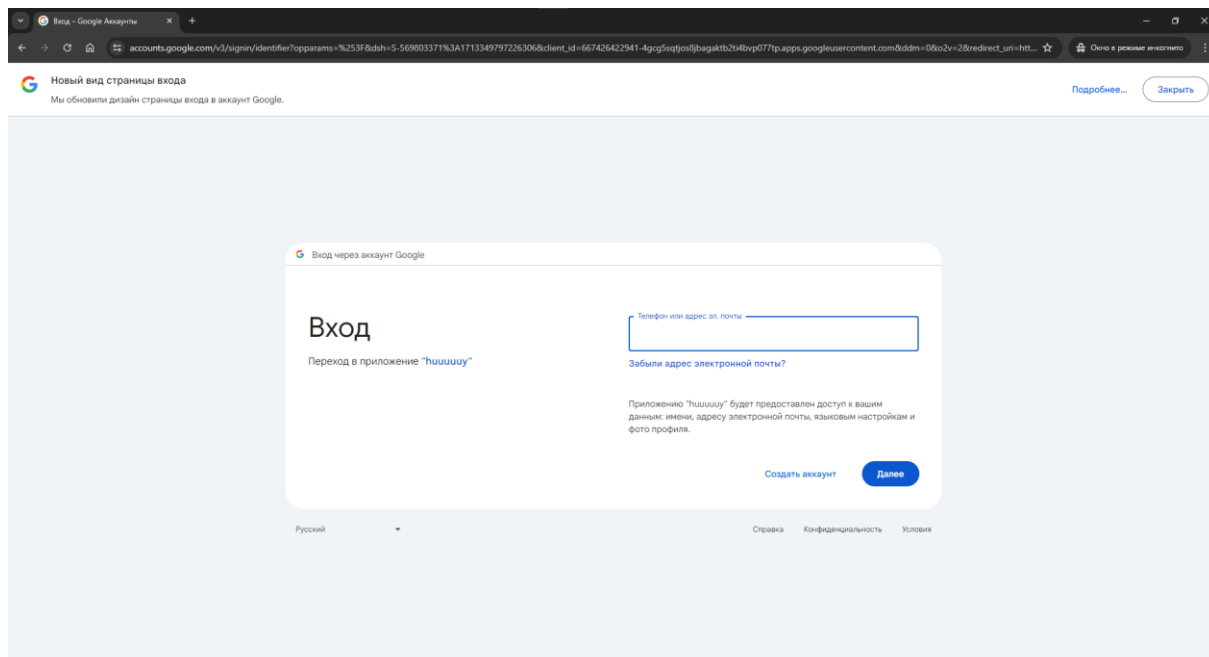 Вход – Google Аккаунты
accounts.google.com/v3/signin/identifier?opparams=%253F&dsh=S-569803371%3A1713349797226306&client_id=667426422941-4gcg5sqtjos8jbagaktb2ti4bvp077tp.apps.googleusercontent.com&ddm=0&o2v=2&redirect_uri=htt...
Окно в режиме инкогнито
Новый вид страницы входа
Мы обновили дизайн страницы входа в аккаунт Google.
Подробнее...
Закрыть
Вход через аккаунт Google
Вход
Переход в приложение "huuuuuy"
Телефон или адрес эл. почты
Забыли адрес электронной почты?
Приложению "huuuuuy" будет предоставлен доступ к вашим
данным: имени, адресу электронной почты, языковым настройкам и
фото профиля.
Создать аккаунт
Далее
Русский
Справка
Конфиденциальность
Условия